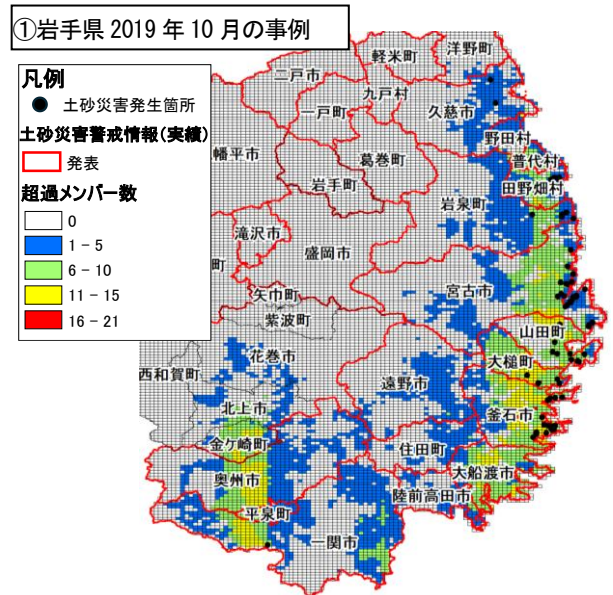 ①岩手県 2019 年 10 月の事例
凡例
土砂災害発生箇所
土砂災害警戒情報(実績)
発表
超過メンバー数
0
1 - 5
6 - 10
11 - 15
16 - 21
洋野町
軽米町
二戸市
九戸村
一戸町
久慈市
野田村
普代村
幡平市
葛巻町
田野畑村
岩手町
岩泉町
滝沢市
盛岡市
町
宮古市
矢巾町
紫波町
山田町
花巻市
大槌町
西和賀町
遠野市
北上市
釜石市
金ケ崎町
住田町
奥州市
大船渡市
陸前高田市
平泉町
一関市